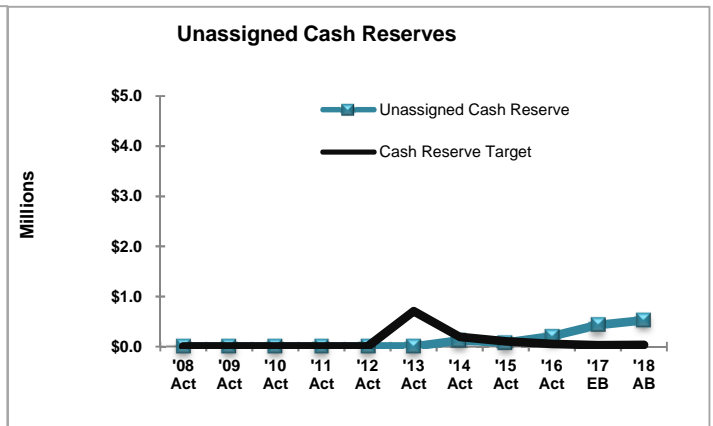 Unassigned Cash Reserves
$5.0
$4.0
$3.0
$2.0
$1.0
$0.0
Millions
Unassigned Cash Reserve
Cash Reserve Target
'08 '09 '10 '11 '12 '13 '14 '15 '16 '17 '18
Act Act Act Act Act Act Act Act Act EB AB